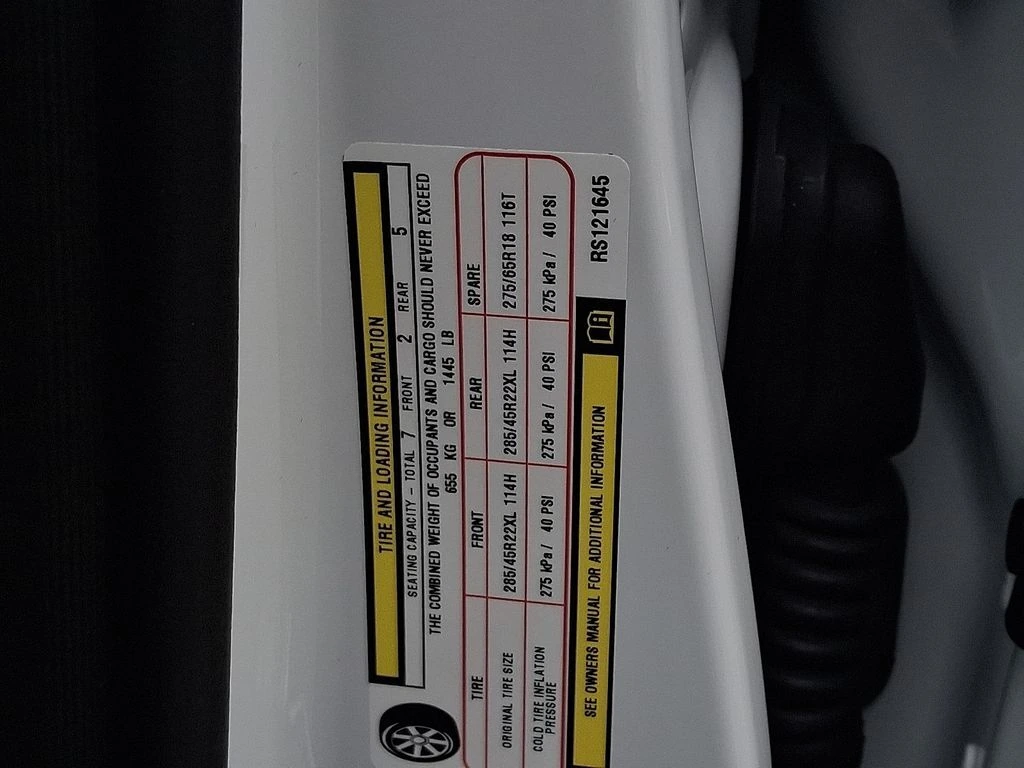 TIRE AND LOADING INFORMATION
SEATING CAPACITY - TOTAL 7 FRONT 2 REAR 5
THE COMBINED WEIGHT OF OCCUPANTS AND CARGO SHOULD NEVER EXCEED
655 KG OR 1445 LB
TIRE FRONT REAR SPARE
ORIGINAL TIRE SIZE 285/45R22XL 114H 285/45R22XL 114H 275/65R18 116T
COLD TIRE INFLATION PRESSURE 275 kPa / 40 PSI 275 kPa / 40 PSI 275 kPa / 40 PSI
SEE OWNERS MANUAL FOR ADDITIONAL INFORMATION
RS121645